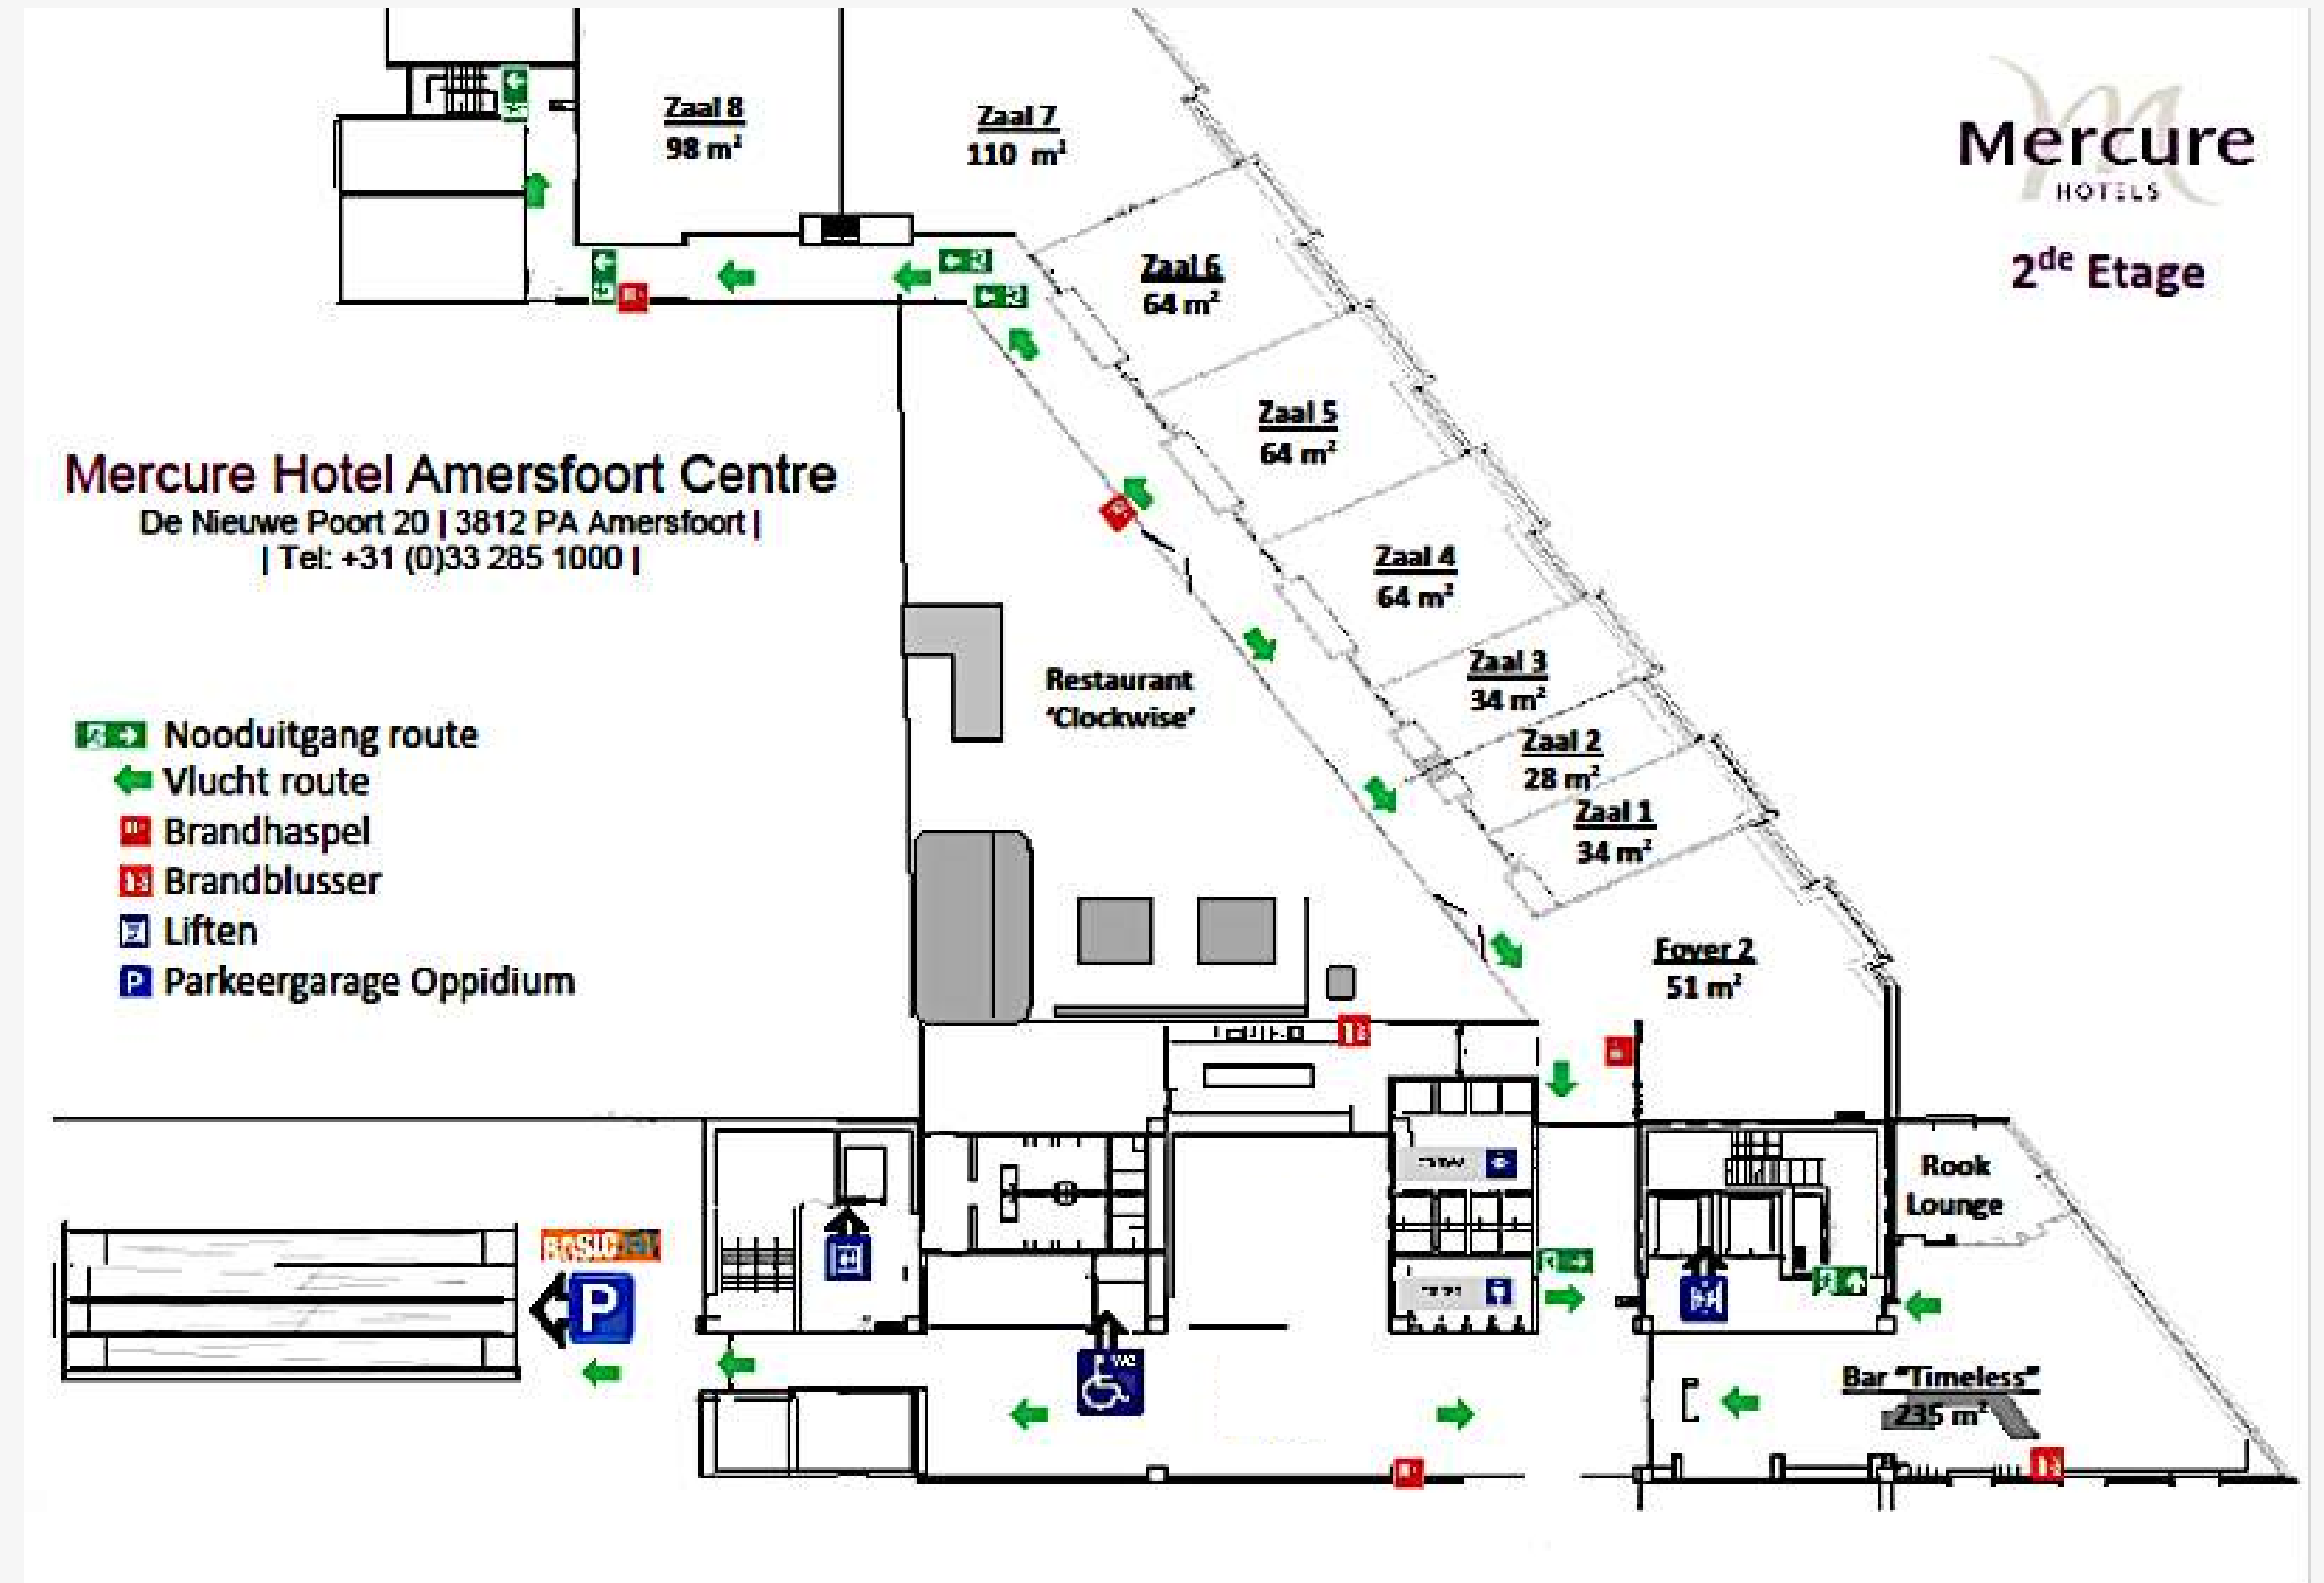 Zaal 8
98 m²
Zaal 7
110 m²
Mercure
HOTELS
2de Etage
Zaal 6
64 m²
Zaal 5
64 m²
Mercure Hotel Amersfoort Centre
De Nieuwe Poort 20 | 3812 PA Amersfoort |
| Tel: +31 (0)33 285 1000 |
Zaal 4
64 m²
Zaal 3
34 m²
Restaurant
‘Clockwise’
Nooduitgang route
Vlucht route
Brandhaspel
Brandblusser
Liften
P Parkeergarage Oppidium
Zaal 2
28 m²
Zaal 1
34 m²
Foyer 2
51 m²
Rook
Lounge
BASIC
P
WC
Bar “Timeless”
235 m²